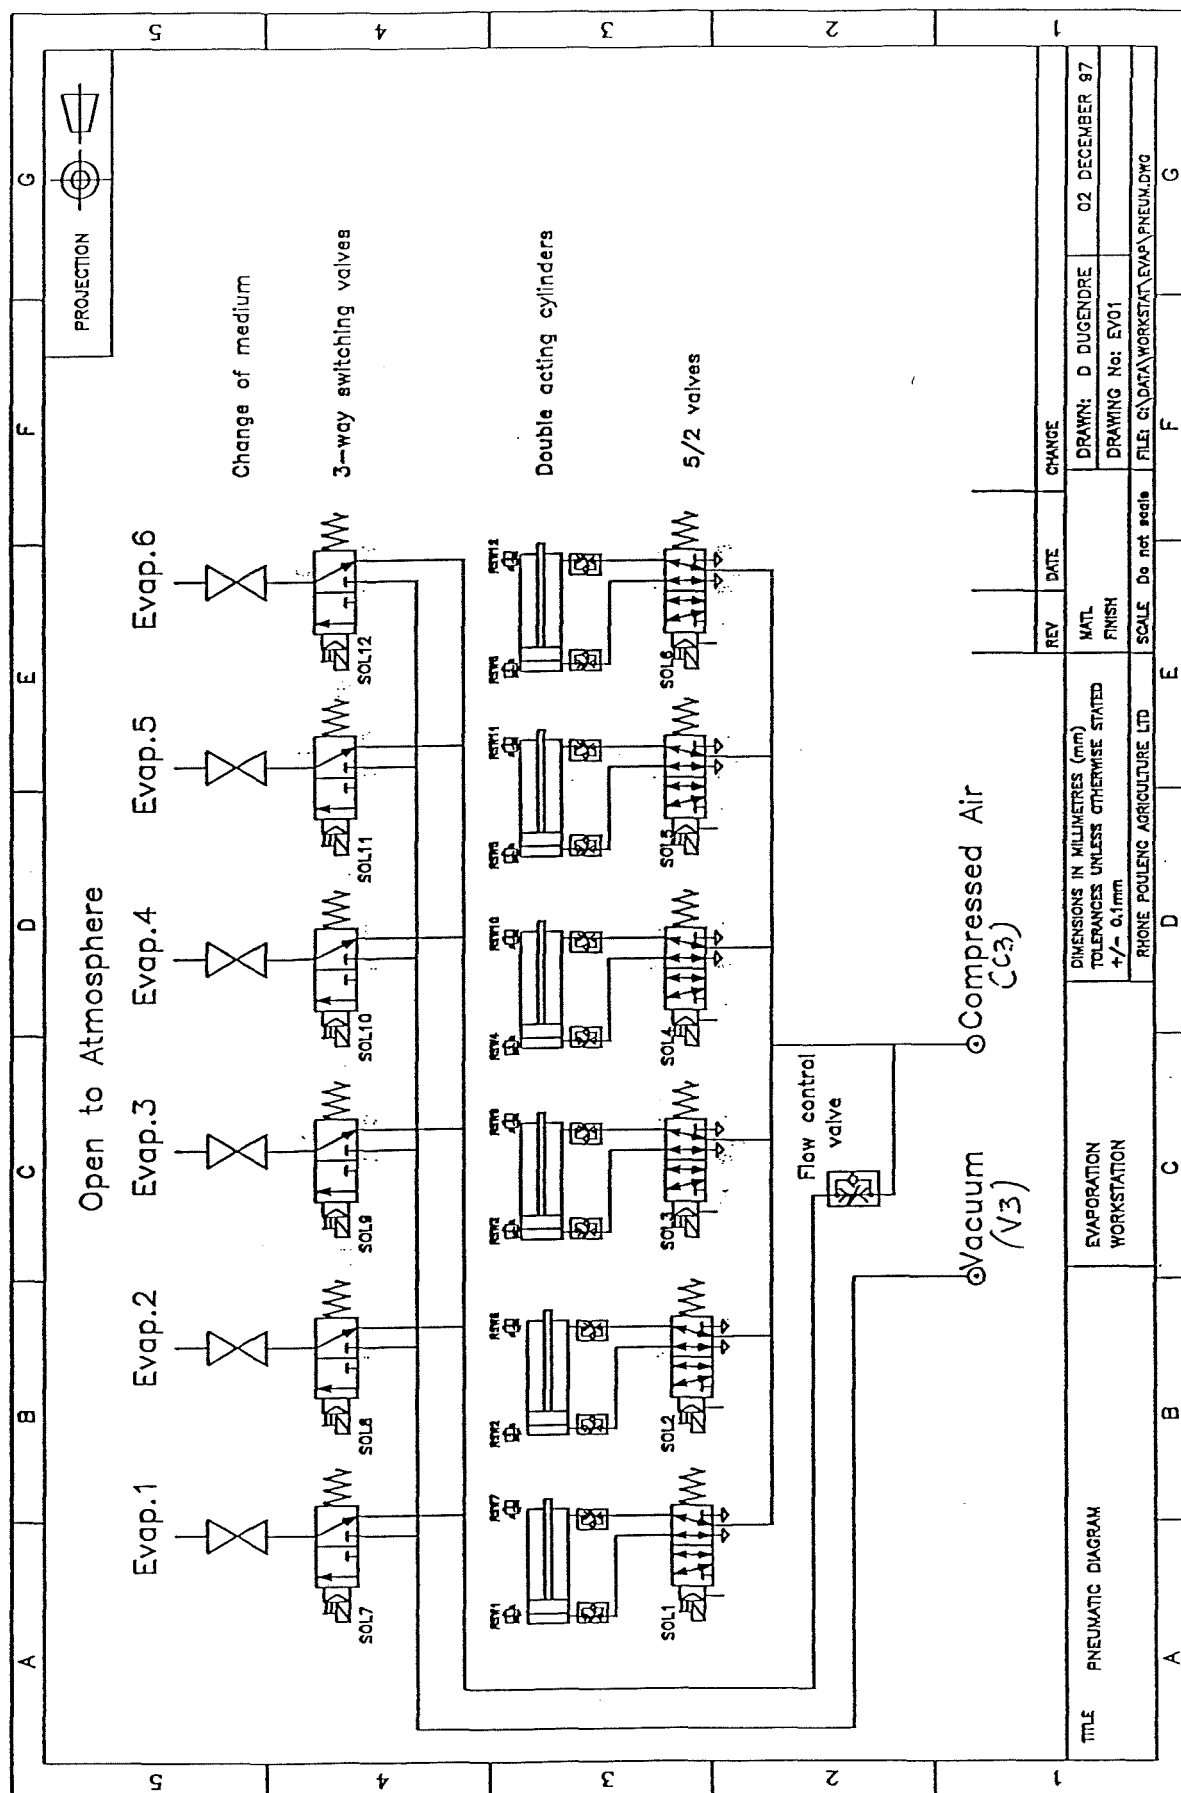 A B C D E F G
5 4 3 2 1
PROJECTION
Open to Atmosphere
Evap.1 Evap.2 Evap.3 Evap.4 Evap.5 Evap.6
Change of medium
3-way switching valves
SOL7 SOL8 SOL9 SOL10 SOL11 SOL12
Double acting cylinders
5/2 valves
SOL1 SOL2 SOL3 SOL4 SOL5 SOL6
Flow control
valve
Vacuum
(V3)
Compressed Air
(C3)
REV DATE CHANGE
TITLE PNEUMATIC DIAGRAM
EVAPORATION
WORKSTATION
DIMENSIONS IN MILLIMETRES (mm)
TOLERANCES UNLESS OTHERWISE STATED
+/- 0.1mm
RHONE POULENC AGRICULTURE LTD
MATL
FINISH
SCALE Do not scale
DRAWN: D DUGENDRE 02 DECEMBER 97
DRAWING No: EV01
FILE: C:\DATA\WORKSTAT\EVAP\PNEUM.DWG
A B C D E F G
5 4 3 2 1